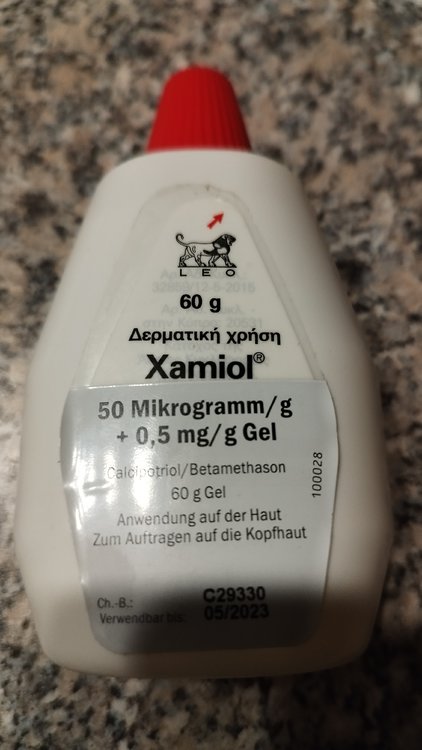 LEO
60 g
Δερματική χρήση
Xamiol®
50 Mikrogramm/g
+ 0,5 mg/g Gel
Calcipotriol/Betamethason
60 g Gel
100028
Anwendung auf der Haut
Zum Auftragen auf die Kopfhaut
Ch.-B.: C29330
Verwendbar bis: 05/2023